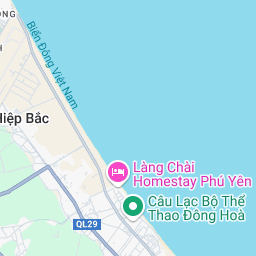 ONG
Biển Đông Việt Nam
Hiệp Bắc
Làng Chài
Homestay Phú Yên
Câu Lạc Bộ Thể
Thao Đông Hoà
QL29